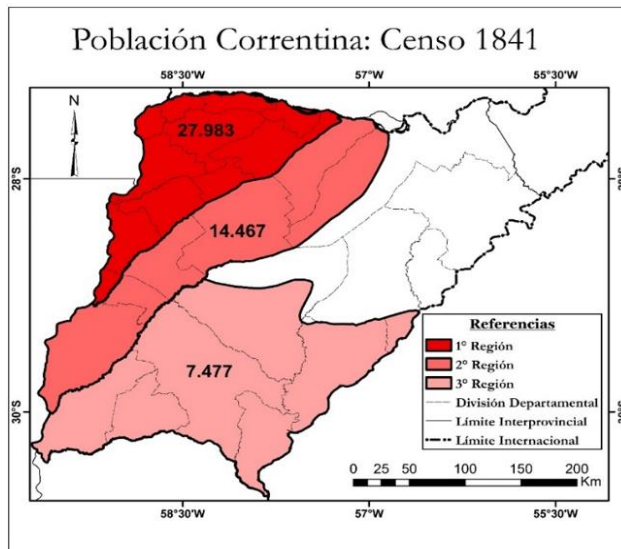 Población Correntina: Censo 1841
58°30'W 57°W 55°30'W
N
27.983
28°S
28°S
14.467
7.477
30°S
30°S
Referencias
1° Región
2° Región
3° Región
División Departamental
Límite Interprovincial
Límite Internacional
0 25 50 100 150 200
Km
58°30'W 57°W 55°30'W